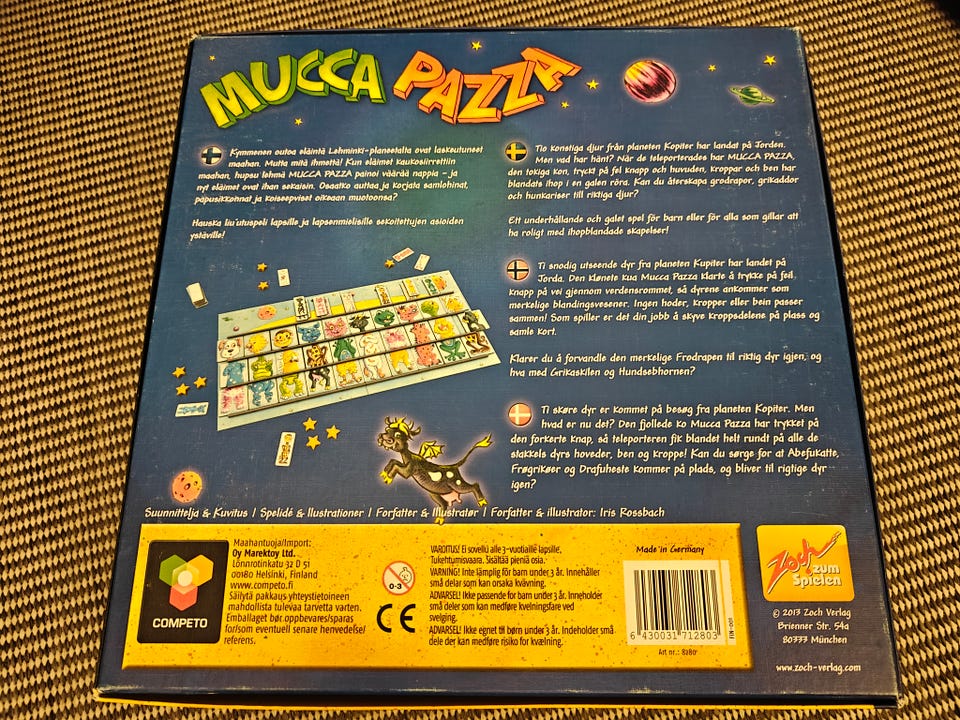 MUCCA PAZZA
Kymmenen outoa eläintä Lehminki-planeetalta ovat laskeutuneet
maahan. Mutta mitä ihmettä! Kun eläimet kaukosiirrettiin
maahan, hupsu lehmä MUCCA PAZZA painoi väärää nappia – ja
nyt eläimet ovat ihan sekaisin. Osaatko auttaa ja korjata samlohinat,
papusikkohnat ja koiseepviset oikeaan muotoonsa?
Hauska liu'utuspeli lapsille ja lapsenmielisille sekoitettujen asioiden
ystäville!
Tio konstiga djur från planeten Kopiter har landat på Jorden.
Men vad har hänt? När de teleporterades har MUCCA PAZZA,
den tokiga kon, tryckt på fel knapp och huvuden, kroppar och ben har
blandats ihop i en galen röra. Kan du återskapa grodrapor, grikaddor
och hunkariser till riktiga djur?
Ett underhållande och galet spel för barn eller för alla som gillar att
ha roligt med ihopblandade skapelser!
Ti snodig utseende dyr fra planeten Kupiter har landet på
Jorda. Den klønete kua Mucca Pazza klarte å trykke på feil
knapp på vei gjennom verdensrommet, så dyrene ankommer som
merkelige blandingsvesener. Ingen hoder, kropper eller bein passer
sammen! Som spiller er det din jobb å skyve kroppsdelene på plass og
samle kort.
Klarer du å forvandle den merkelige Frodrapen til riktig dyr igjen, og
hva med Grikaskilen og Hundsebhornen?
Ti skøre dyr er kommet på besøg fra planeten Kopiter. Men
hvad er nu det? Den fjollede ko Mucca Pazza har trykket på
den forkerte knap, så teleporteren fik blandet helt rundt på alle de
stakkels dyrs hoveder, ben og kroppe! Kan du sørge for at Abefukatte,
Frøgrikøer og Drafuheste kommer på plads, og bliver til rigtige dyr
igen?
Suunnittelja & Kuvitus / Spelidé & Illustrationer / Forfatter & Illustratør / Forfatter & illustrator: Iris Rossbach
COMPETO
Maahantuoja/Import:
Oy Marektoy Ltd.
Lönnrotinkatu 32 D 51
00180 Helsinki, Finland
www.competo.fi
Säilytä pakkaus yhteystietoineen
mahdollista tulevaa tarvetta varten.
Emballaget bør oppbevares/sparas
for/som eventuell senare henvedelse/
referens.
0-3
CE
VAROITUS! Ei sovellu alle 3-vuotiaille lapsille,
Tukehtumisvaara. Sisältää pieniä osia.
VARNING! Inte lämplig för barn under 3 år. Innehåller
små delar som kan orsaka kvävning.
ADVARSEL! Ikke passende for barn under 3 år. Inneholder
små deler som kan medføre kvelningsfare ved
svelging.
ADVARSEL! Ikke egnet til børn under 3 år. Indeholder små
dele der kan medføre risiko for kvælning.
Made in Germany
6 430031 712803
Art nr.: 8280
Zoch
zum
Spielen
© 2013 Zoch Verlag
Brienner Str. 54a
80333 München
www.zoch-verlag.com